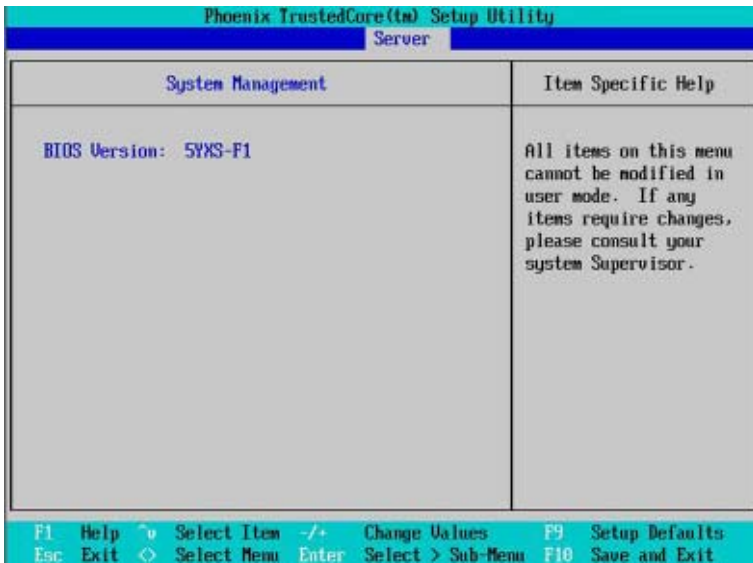 Phoenix TrustedCore(tm) Setup Utility
Server
System Management
Item Specific Help
BIOS Version: 5YXS-F1
All items on this menu
cannot be modified in
user mode. If any
items require changes,
please consult your
system Supervisor.
F1 Help ^v Select Item -/+ Change Values F9 Setup Defaults
Esc Exit <> Select Menu Enter Select > Sub-Menu F10 Save and Exit